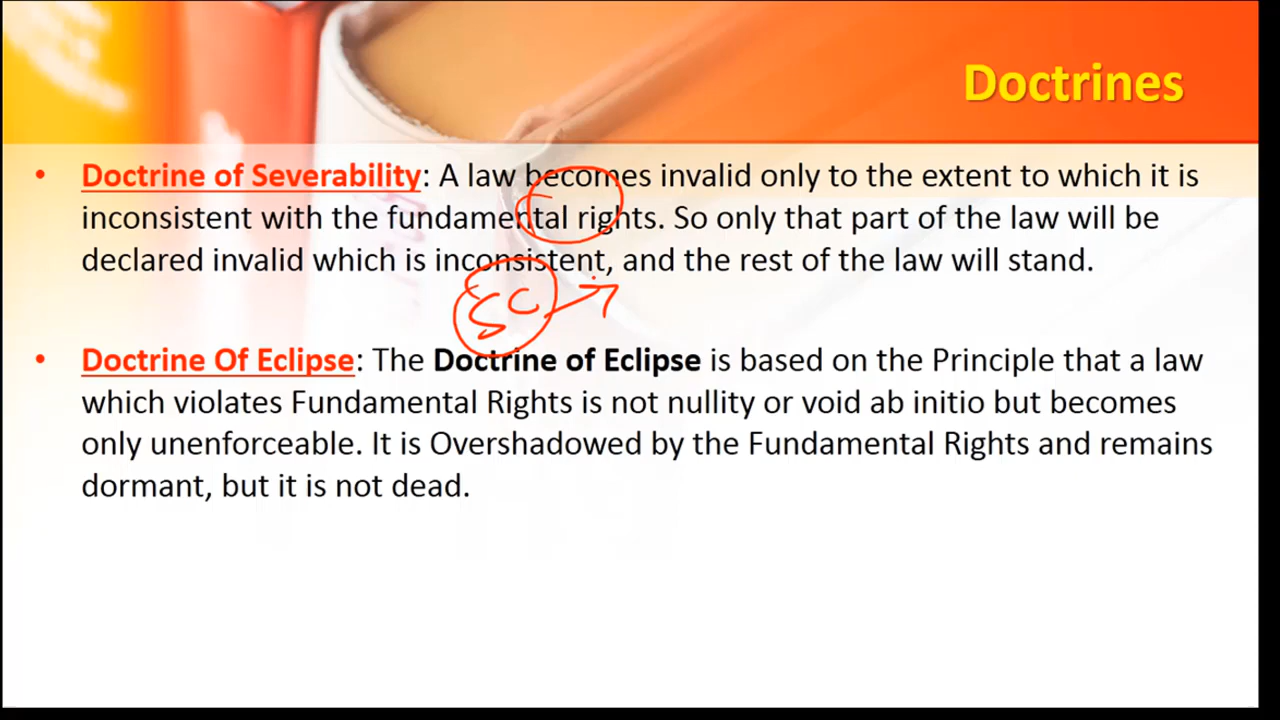 Doctrines
• Doctrine of Severability: A law becomes invalid only to the extent to which it is
inconsistent with the fundamental rights. So only that part of the law will be
declared invalid which is inconsistent, and the rest of the law will stand.
SC
• Doctrine Of Eclipse: The Doctrine of Eclipse is based on the Principle that a law
which violates Fundamental Rights is not nullity or void ab initio but becomes
only unenforceable. It is Overshadowed by the Fundamental Rights and remains
dormant, but it is not dead.